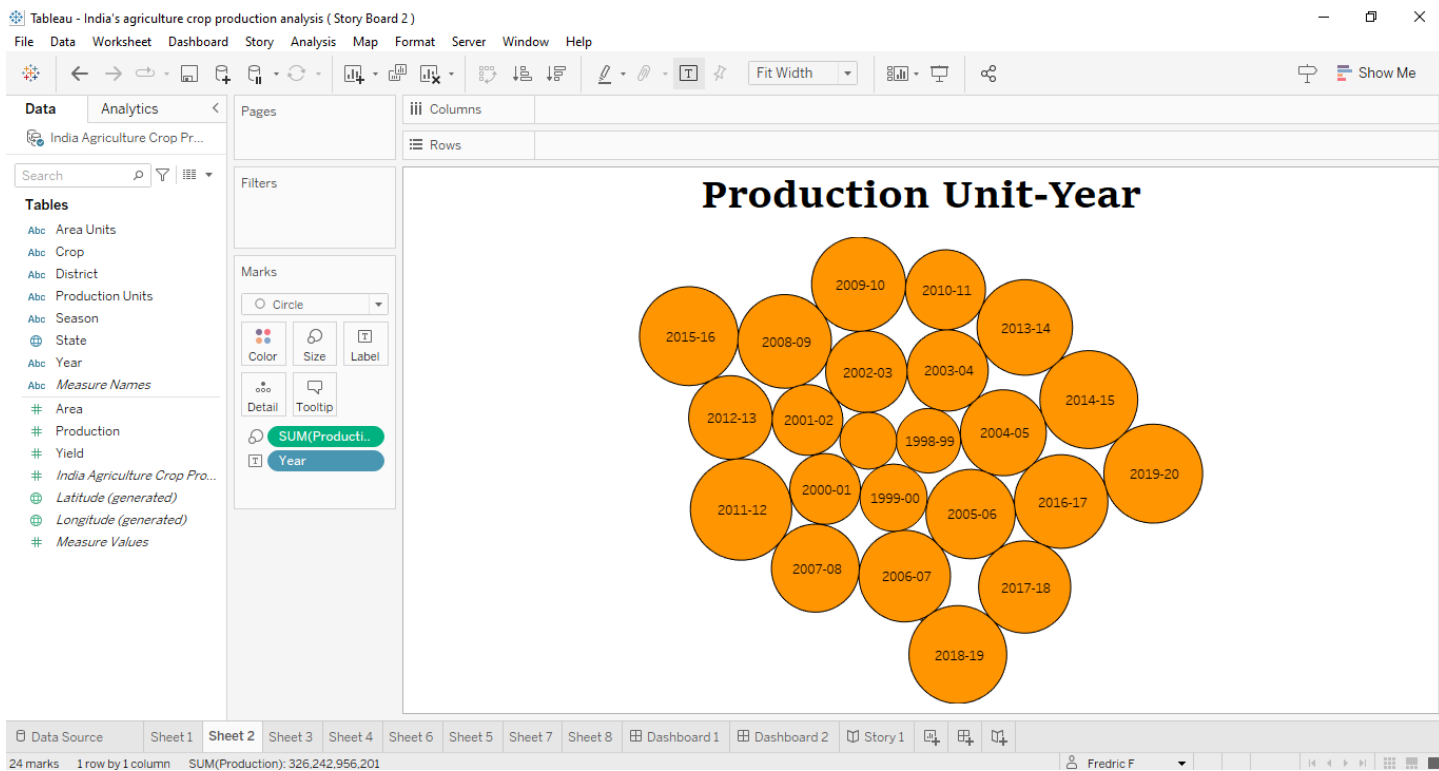 Tableau - India's agriculture crop production analysis ( Story Board 2 )
File Data Worksheet Dashboard Story Analysis Map Format Server Window Help
Fit Width
Show Me
Data Analytics
India Agriculture Crop Pr...
Search
Tables
Abc Area Units
Abc Crop
Abc District
Abc Production Units
Abc Season
State
Abc Year
Abc Measure Names
# Area
# Production
# Yield
# India Agriculture Crop Pro...
Latitude (generated)
Longitude (generated)
# Measure Values
Pages
Filters
Marks
Circle
Color Size Label
Detail Tooltip
SUM(Producti..
Year
iii Columns
Rows
Production Unit-Year
2009-10
2010-11
2013-14
2015-16
2008-09
2002-03
2003-04
2014-15
2012-13
2001-02
1998-99
2004-05
2019-20
2000-01
1999-00
2011-12
2005-06
2016-17
2007-08
2006-07
2017-18
2018-19
Data Source Sheet 1 Sheet 2 Sheet 3 Sheet 4 Sheet 6 Sheet 5 Sheet 7 Sheet 8 Dashboard 1 Dashboard 2 Story 1
24 marks 1 row by 1 column SUM(Production): 326,242,956,201
Fredric F